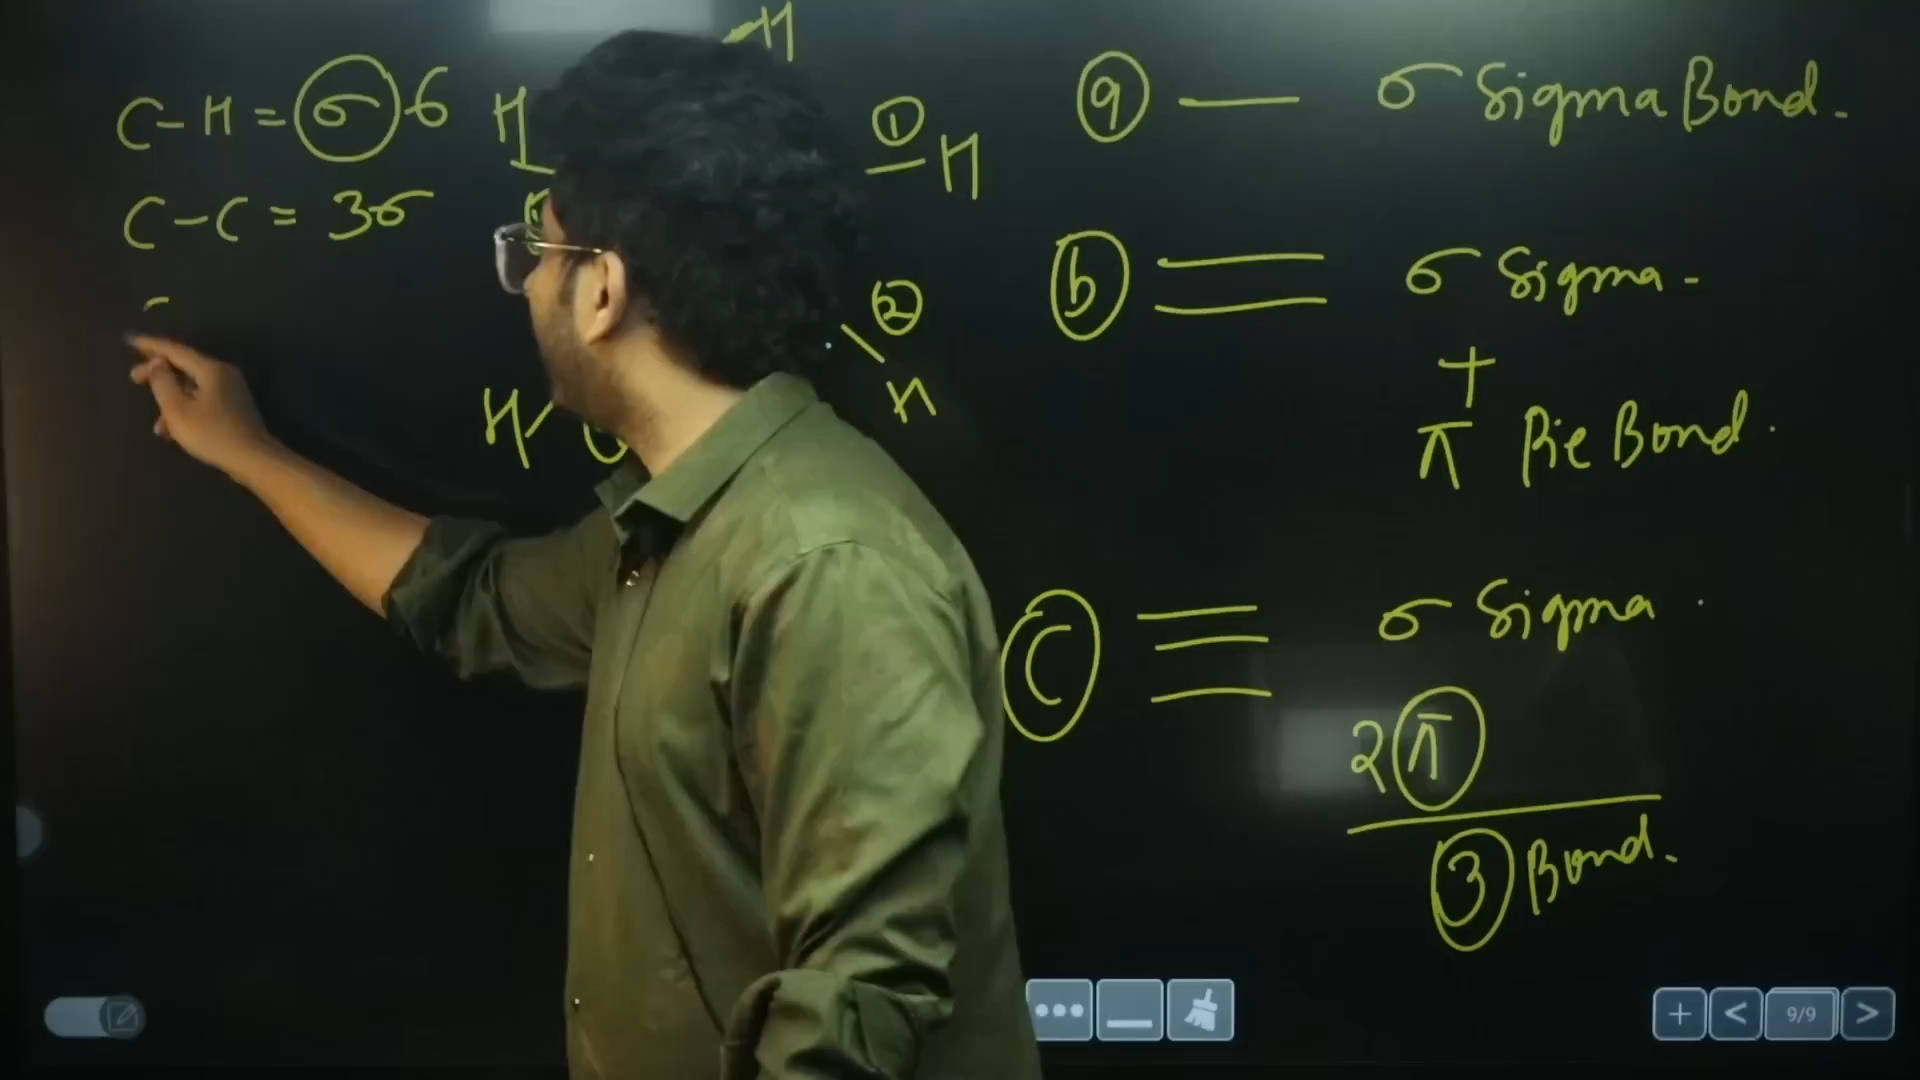 C-H = σ 6
C-C = 3σ
H
H
① H
② H
H
ⓐ — σ Sigma Bond.
ⓑ = σ Sigma -
+
π Pie Bond.
Ⓒ ≡ σ Sigma.
2π
③ Bond.
9/9